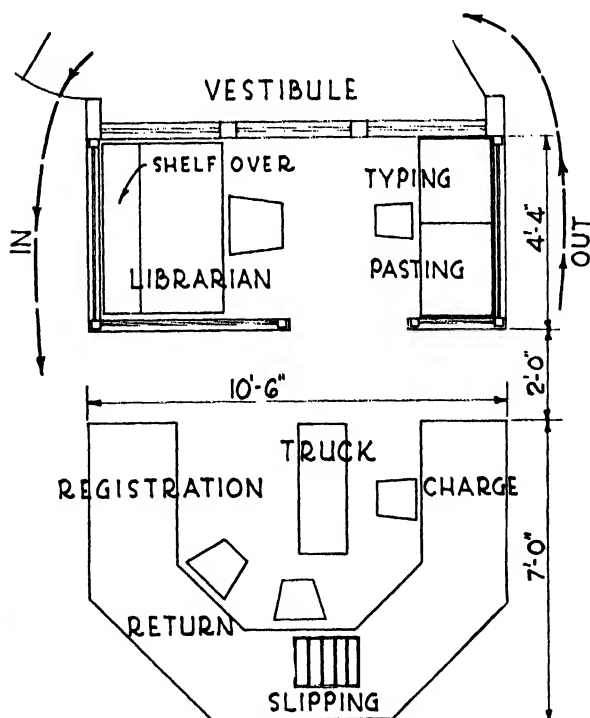 VESTIBULE
SHELF OVER
TYPING
IN
LIBRARIAN
PASTING
4'-4"
OUT
10'-6"
2'-0"
TRUCK
REGISTRATION
CHARGE
7'-0"
RETURN
SLIPPING